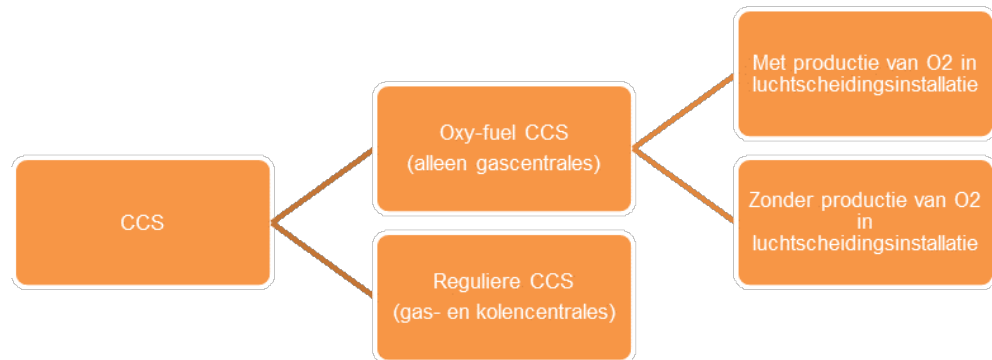 CCS
Oxy-fuel CCS
(alleen gascentrales)
Reguliere CCS
(gas- en kolencentrales)
Met productie van O2 in
luchtscheidingsinstallatie
Zonder productie van O2
in
luchtscheidingsinstallatie